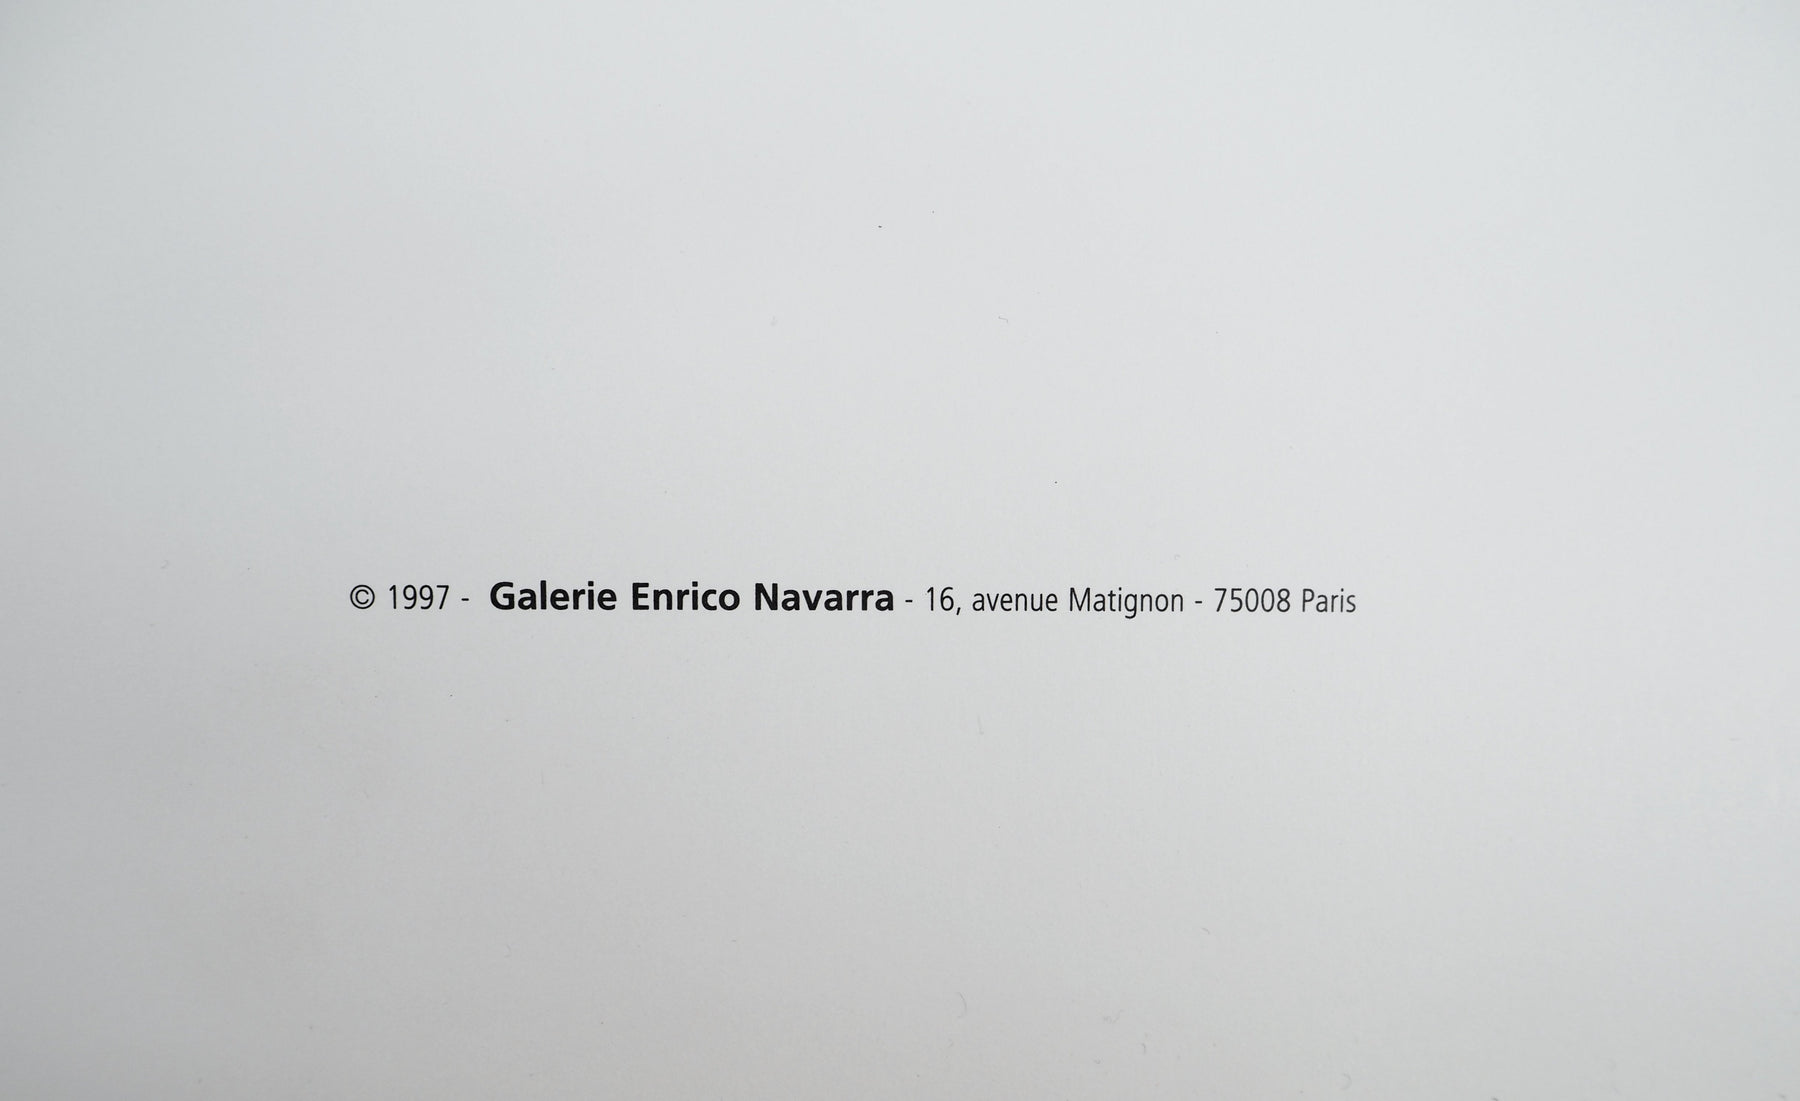 © 1997 - Galerie Enrico Navarra - 16, avenue Matignon - 75008 Paris